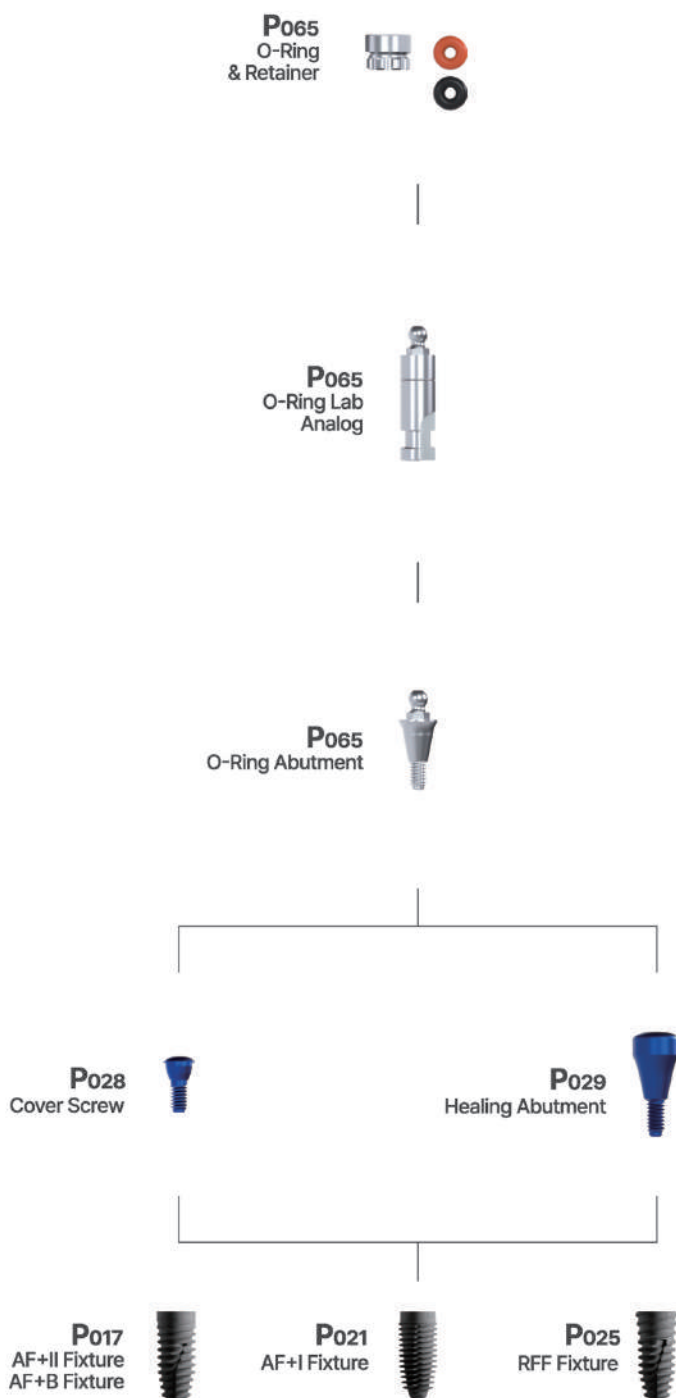 P065
O-Ring
& Retainer
P065
O-Ring Lab
Analog
P065
O-Ring Abutment
P028
Cover Screw
P029
Healing Abutment
P017
AF+II Fixture
AF+B Fixture
P021
AF+I Fixture
P025
RFF Fixture